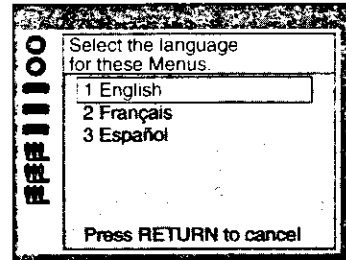 Select the language
for these Menus.
1 English
2 Français
3 Español
Press RETURN to cancel